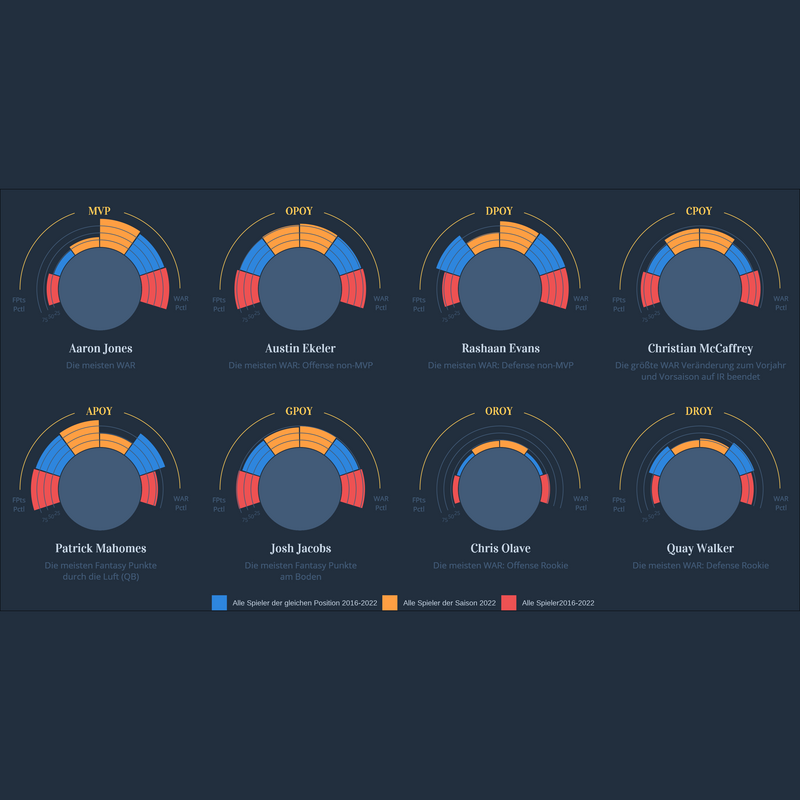 MVP
OPOY
DPOY
CPOY
FPts
Pctl
WAR
Pctl
FPts
Pctl
WAR
Pctl
FPts
Pctl
WAR
Pctl
FPts
Pctl
WAR
Pctl
Aaron Jones
Austin Ekeler
Rashaan Evans
Christian McCaffrey
Die meisten WAR
Die meisten WAR: Offense non-MVP
Die meisten WAR: Defense non-MVP
Die größte WAR Veränderung zum Vorjahr
und Vorsaison auf IR beendet
APOY
GPOY
OROY
DROY
FPts
Pctl
WAR
Pctl
FPts
Pctl
WAR
Pctl
FPts
Pctl
WAR
Pctl
FPts
Pctl
WAR
Pctl
Patrick Mahomes
Josh Jacobs
Chris Olave
Quay Walker
Die meisten Fantasy Punkte
durch die Luft (QB)
Die meisten Fantasy Punkte
am Boden
Die meisten WAR: Offense Rookie
Die meisten WAR: Defense Rookie
Alle Spieler der gleichen Position 2016-2022
Alle Spieler der Saison 2022
Alle Spieler2016-2022